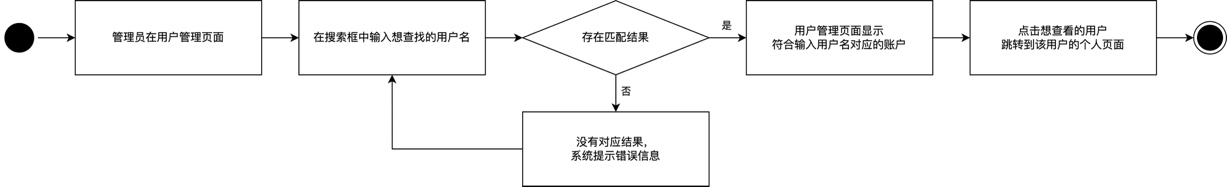 管理员在用户管理页面
在搜索框中输入想查找的用户名
存在匹配结果
是
用户管理页面显示
符合输入用户名对应的账户
点击想查看的用户
跳转到该用户的个人页面
否
没有对应结果，
系统提示错误信息